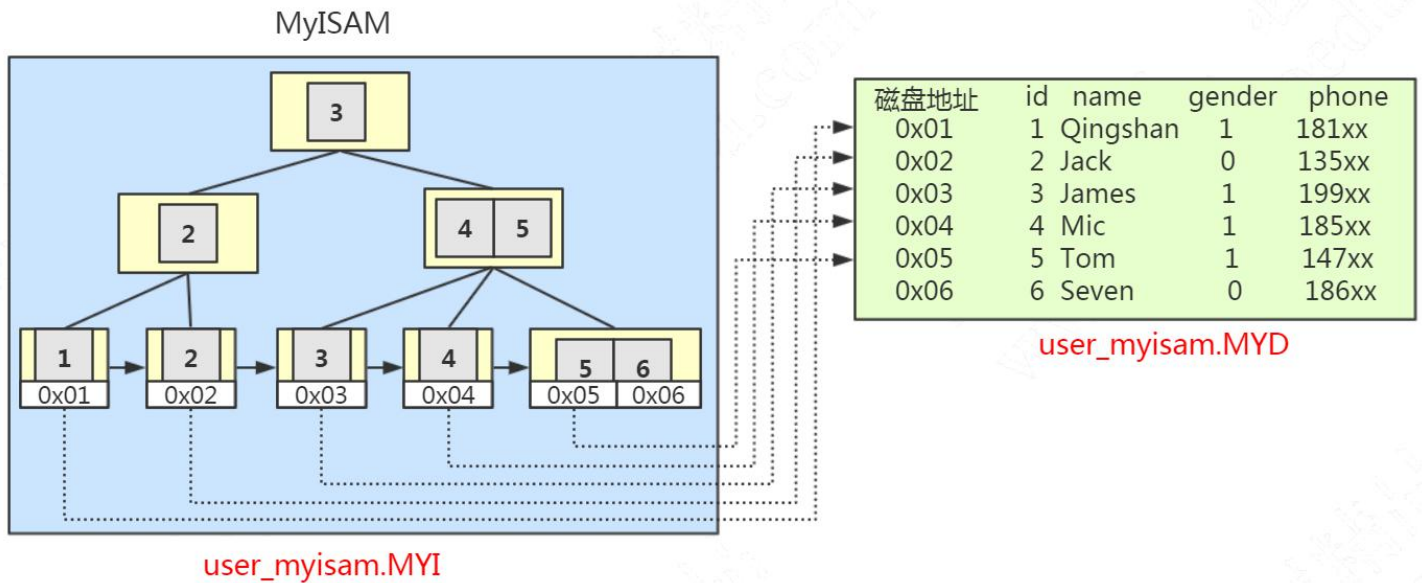 MyISAM
3
2
4 5
1 2 3 4 5 6
0x01 0x02 0x03 0x04 0x05 0x06
user_myisam.MYI
磁盘地址 id name gender phone
0x01 1 Qingshan 1 181xx
0x02 2 Jack 0 135xx
0x03 3 James 1 199xx
0x04 4 Mic 1 185xx
0x05 5 Tom 1 147xx
0x06 6 Seven 0 186xx
user_myisam.MYD